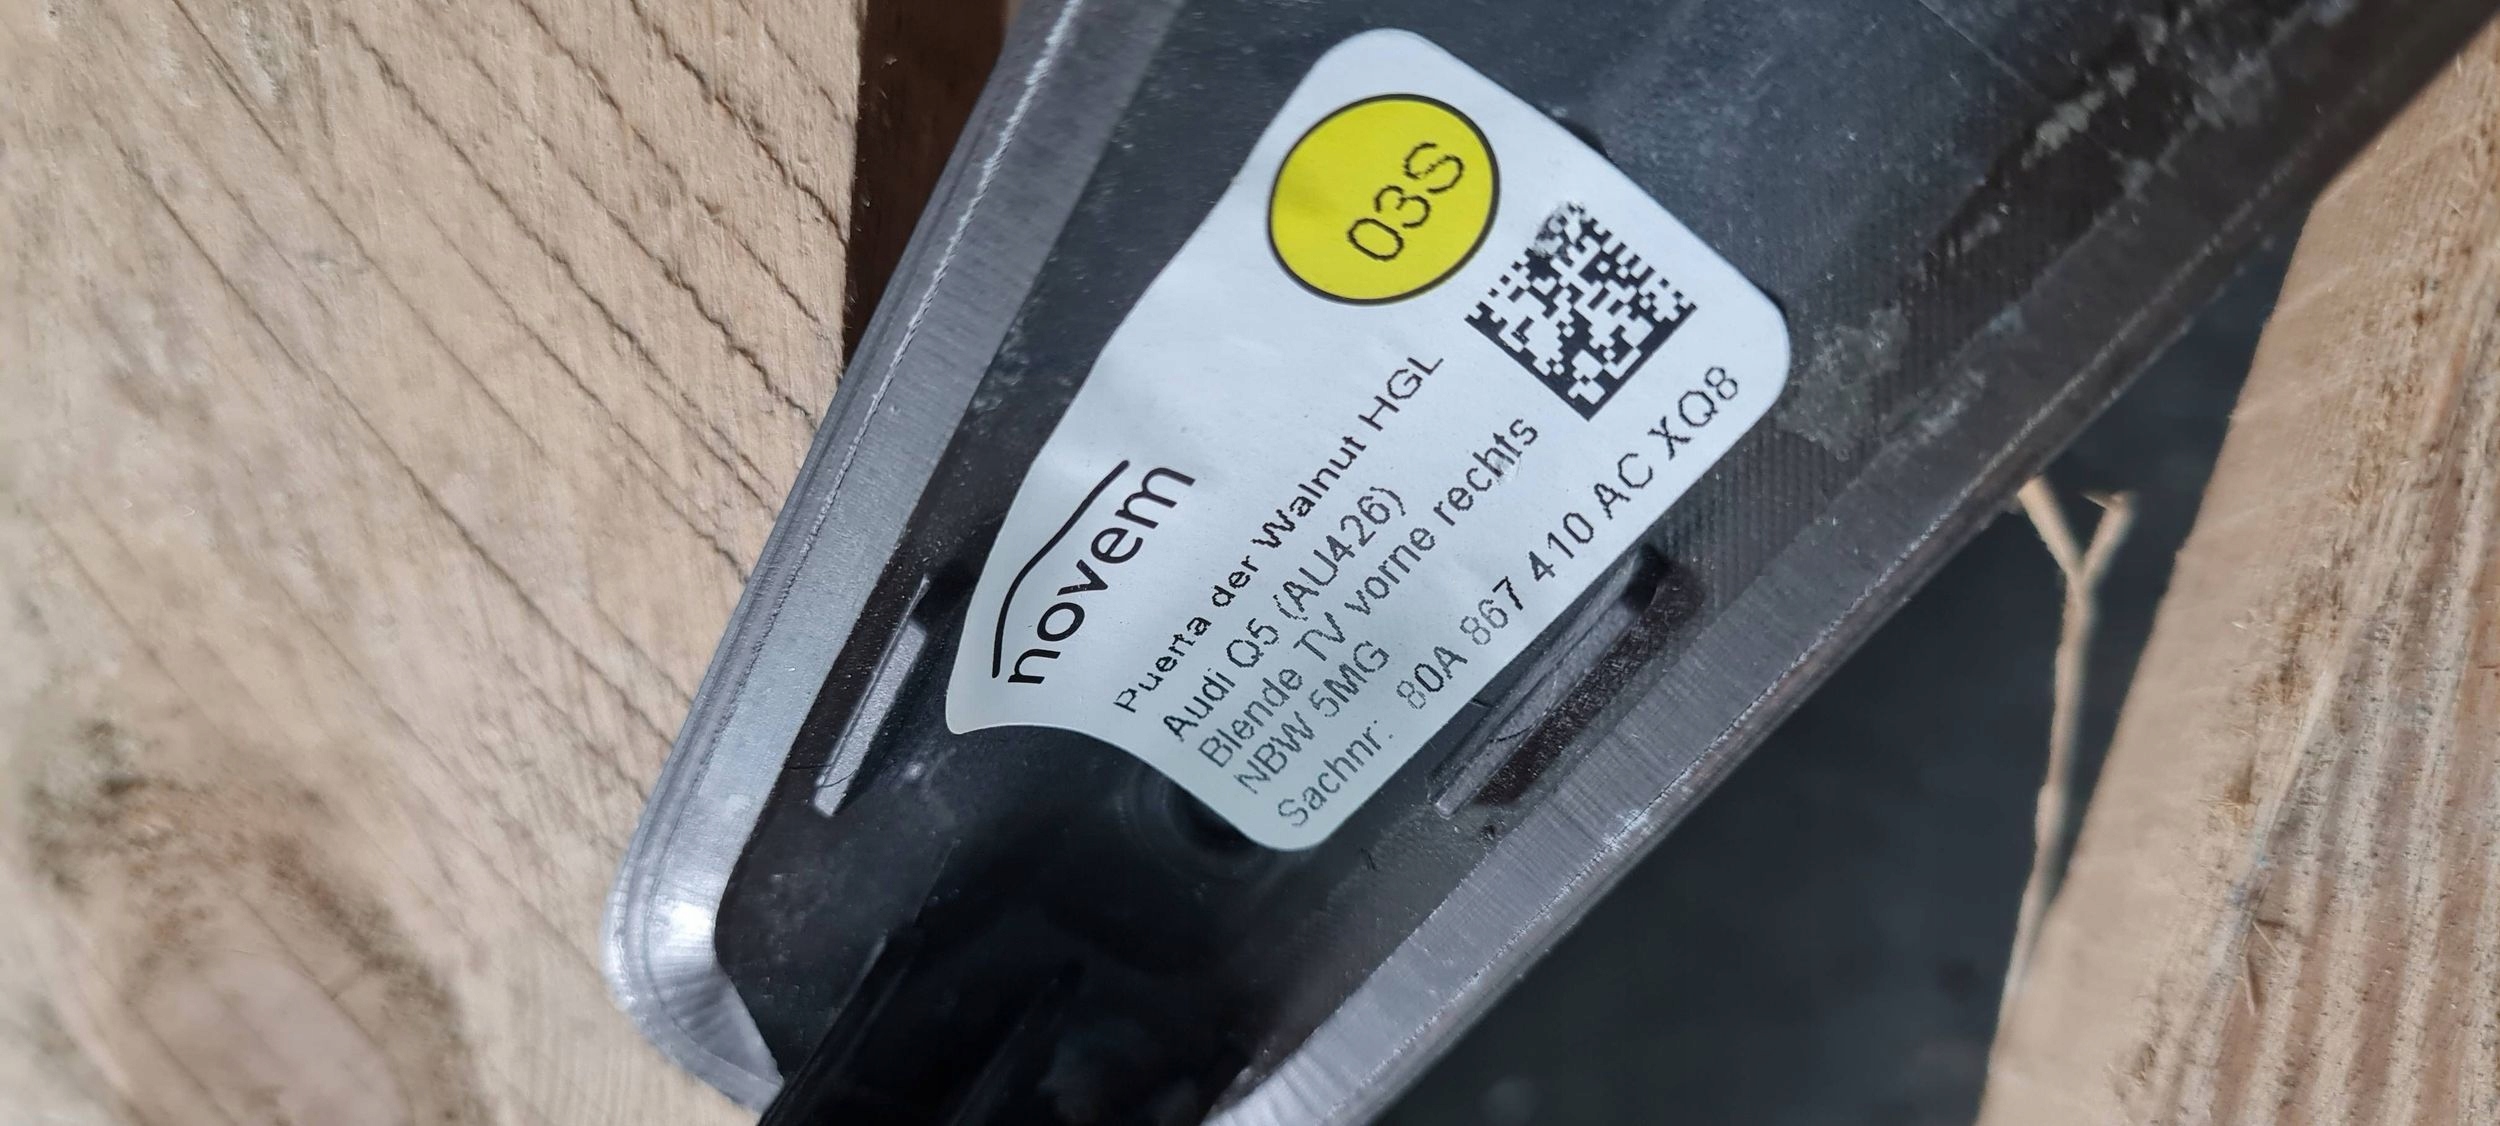 03S
novem
Puerta der Walnut HGL
Audi Q5 (AU426)
Blende TV vorne rechts
NBW 5MG
Sachnr: 80A 867 410 AC XQ8